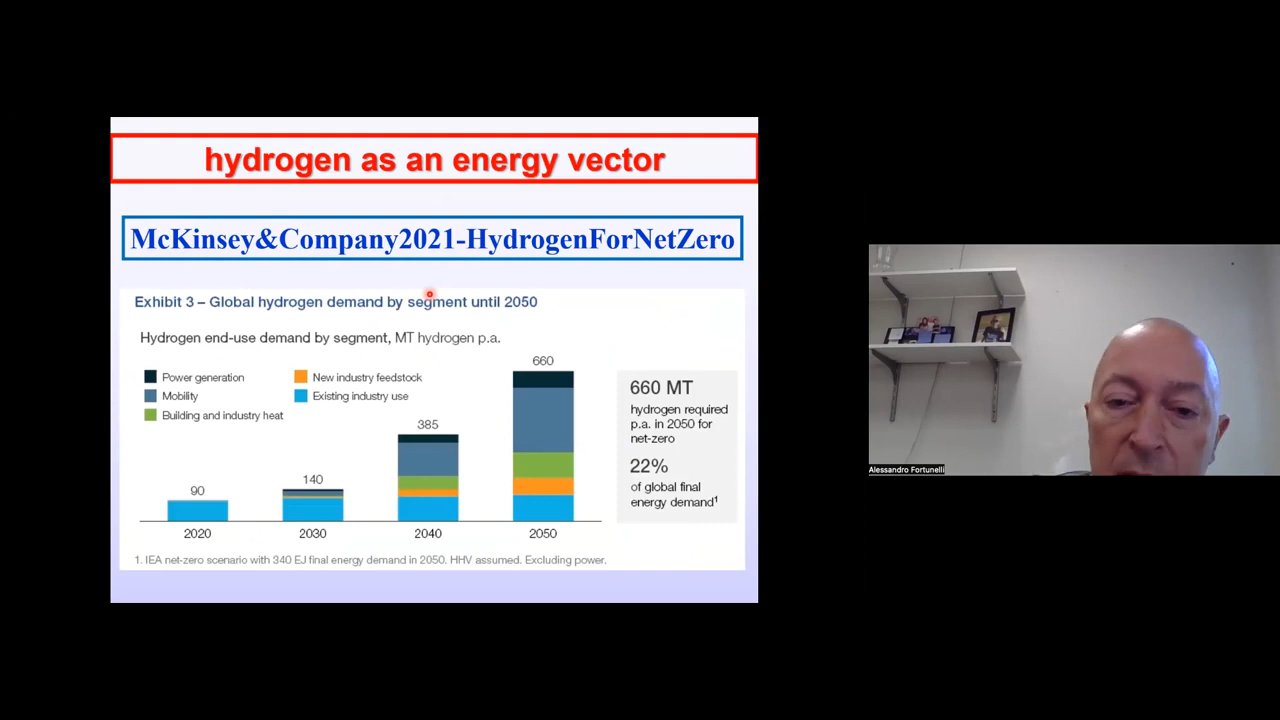 hydrogen as an energy vector
McKinsey&Company2021-HydrogenForNetZero
Exhibit 3 – Global hydrogen demand by segment until 2050
Hydrogen end-use demand by segment, MT hydrogen p.a.
Power generation
New industry feedstock
Mobility
Existing industry use
Building and industry heat
90
140
385
660
2020
2030
2040
2050
660 MT
hydrogen required
p.a. in 2050 for
net-zero
22%
of global final
energy demand¹
1. IEA net-zero scenario with 340 EJ final energy demand in 2050. HHV assumed. Excluding power.
Alessandro Fortunelli